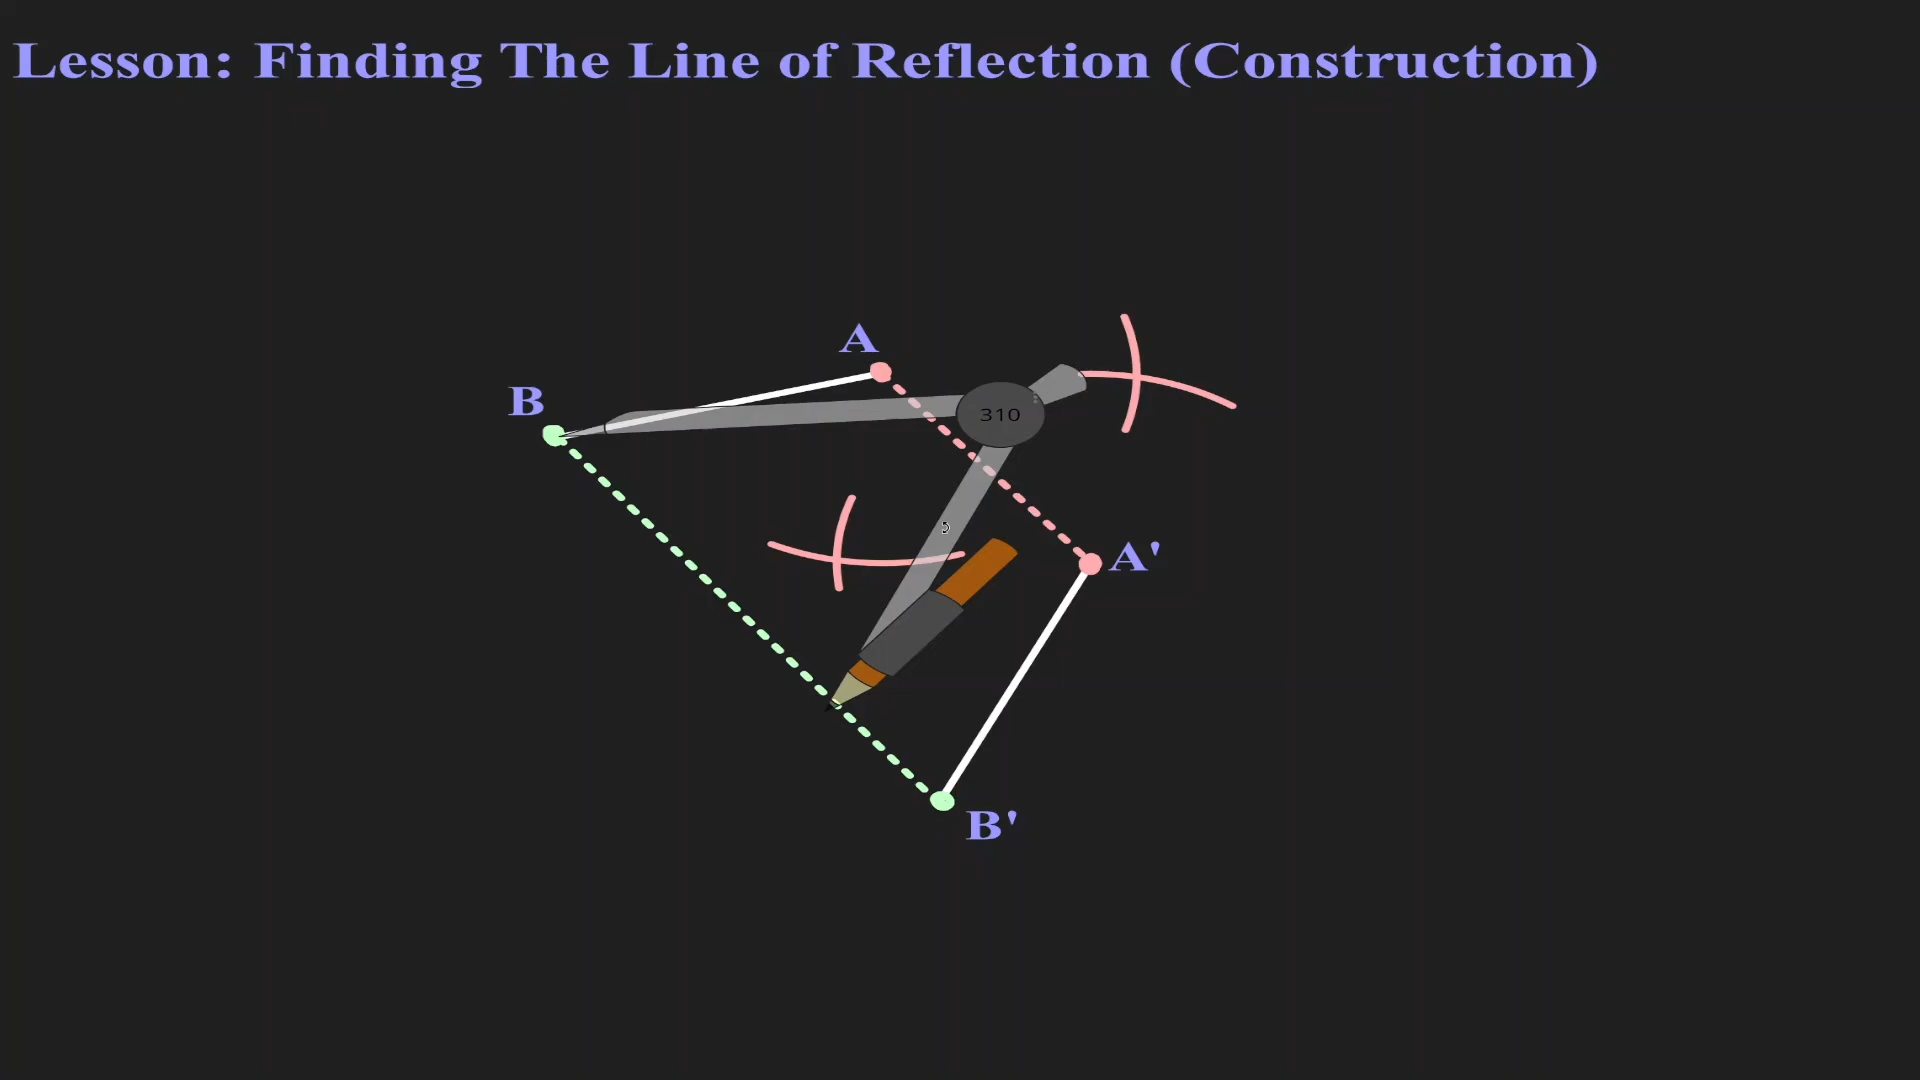 Lesson: Finding The Line of Reflection (Construction)
A
B
310
A'
B'